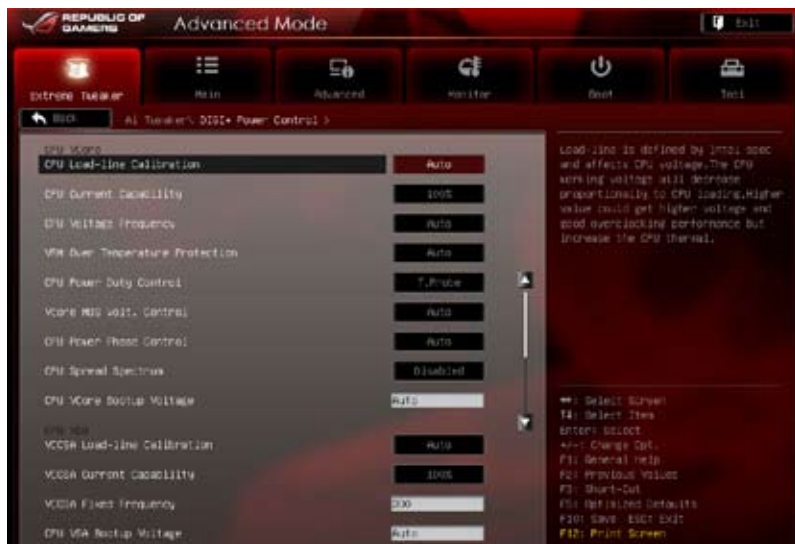 REPUBLIC OF
GAMERS
Advanced Mode
Exit
Extreme Tweaker
Main
Advanced
Monitor
Boot
Tool
Back
Ai Tweaker\ DIGI+ Power Control >
CPU VCore
CPU Load-line Calibration
Auto
CPU Current Capability
100%
CPU Voltage Frequency
Auto
VRM Over Temperature Protection
Auto
CPU Power Duty Control
T.Probe
Vcore MOS volt. Control
Auto
CPU Power Phase Control
Auto
CPU Spread Spectrum
Disabled
CPU VCore Bootup Voltage
Auto
CPU VSA
VCCSA Load-line Calibration
Auto
VCCSA Current Capability
100%
VCCSA Fixed Frequency
300
CPU VSA Bootup Voltage
Auto
Load-line is defined by Intel spec
and affects CPU voltage.The CPU
working voltage will decrease
proportionally to CPU loading.Higher
value could get higher voltage and
good overclocking performance but
increase the CPU thermal.
→←: Select Screen
↑↓: Select Item
Enter: Select
+/-: Change Opt.
F1: General Help
F2: Previous Values
F3: Short-Cut
F5: Optimized Defaults
F10: Save ESC: Exit
F12: Print Screen